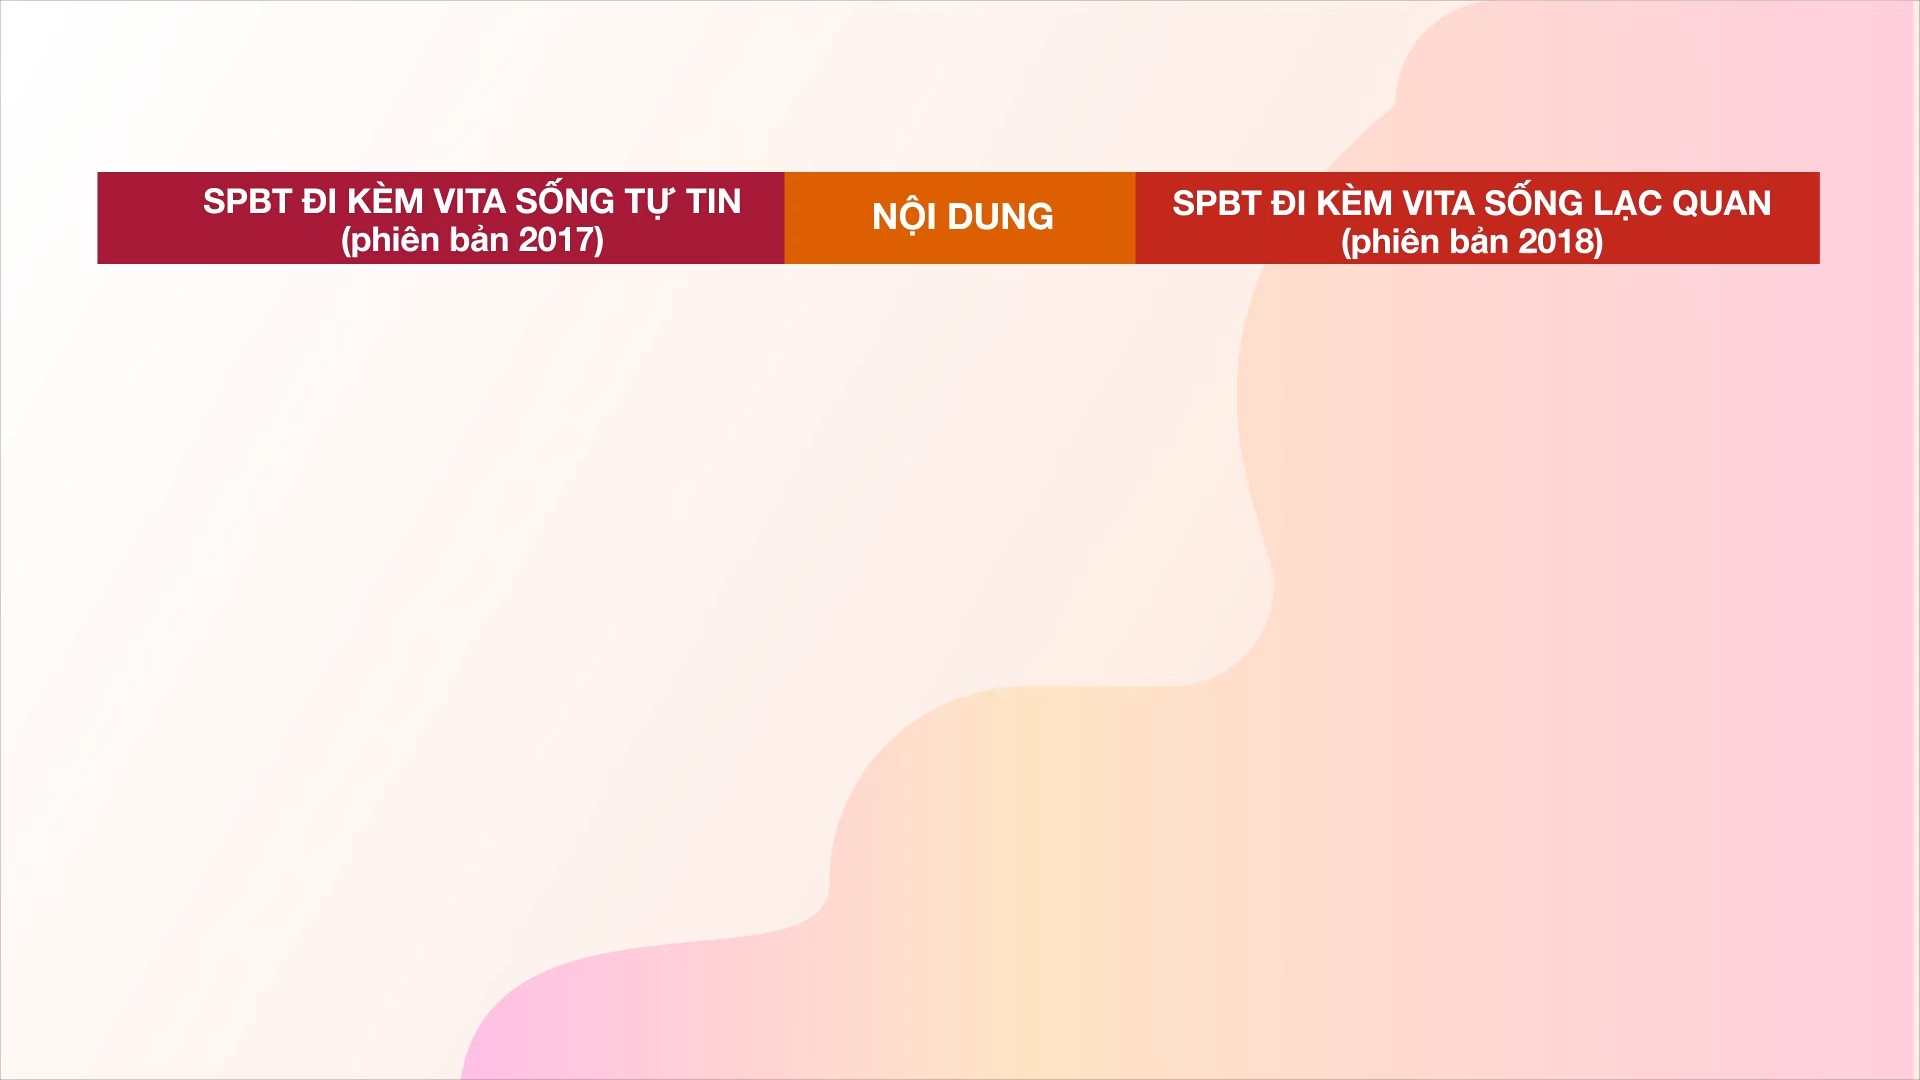 SPBT ĐI KÈM VITA SỐNG TỰ TIN
(phiên bản 2017)
NỘI DUNG
SPBT ĐI KÈM VITA SỐNG LẠC QUAN
(phiên bản 2018)